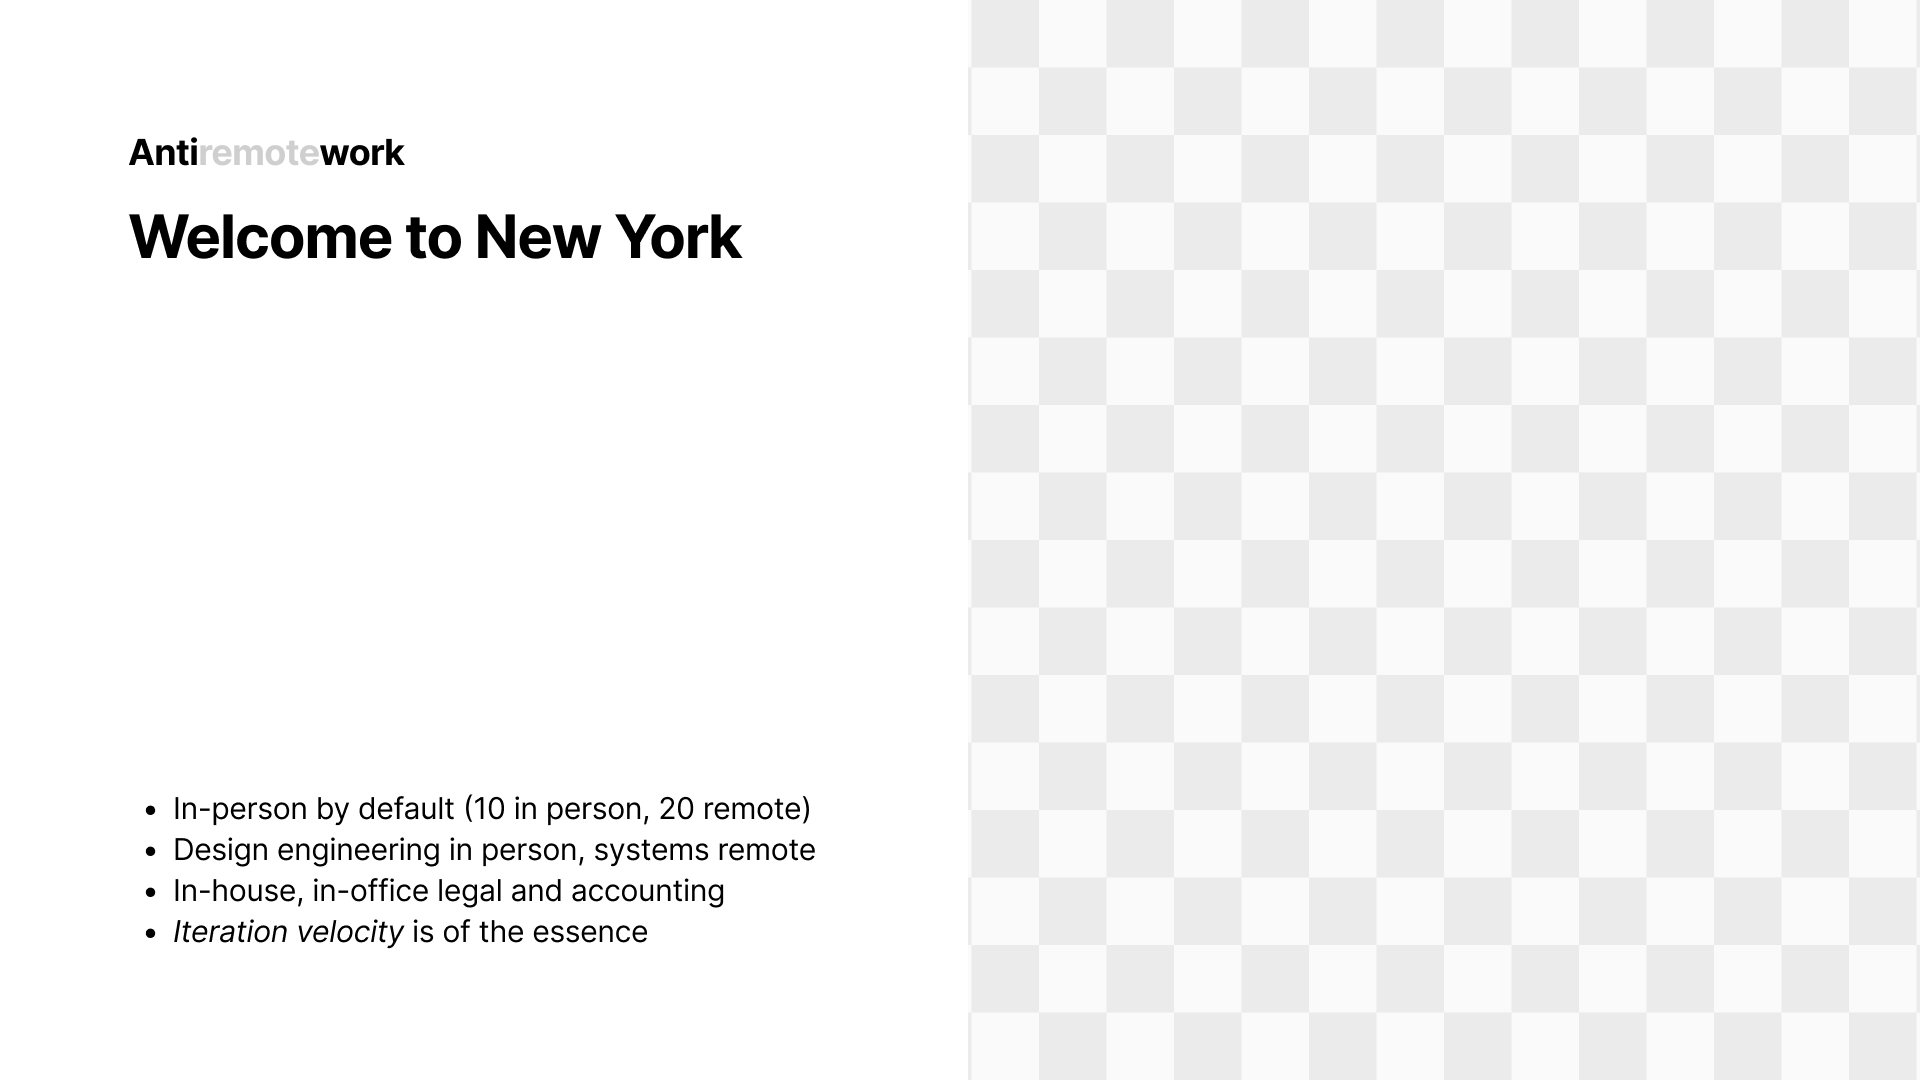 Antiremotework
Welcome to New York
• In-person by default (10 in person, 20 remote)
• Design engineering in person, systems remote
• In-house, in-office legal and accounting
• Iteration velocity is of the essence